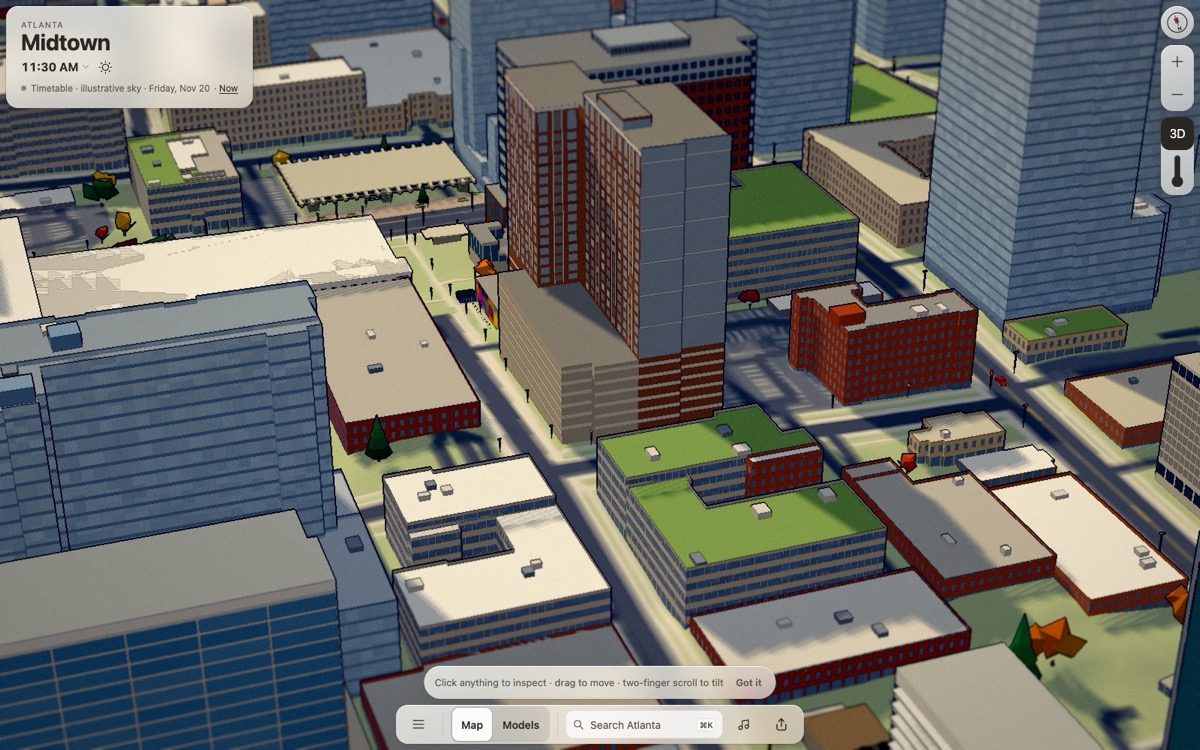 ATLANTA
Midtown
11:30 AM
Timetable · illustrative sky · Friday, Nov 20 · Now
3D
Click anything to inspect · drag to move · two-finger scroll to tilt Got it
Map Models Search Atlanta ⌘K